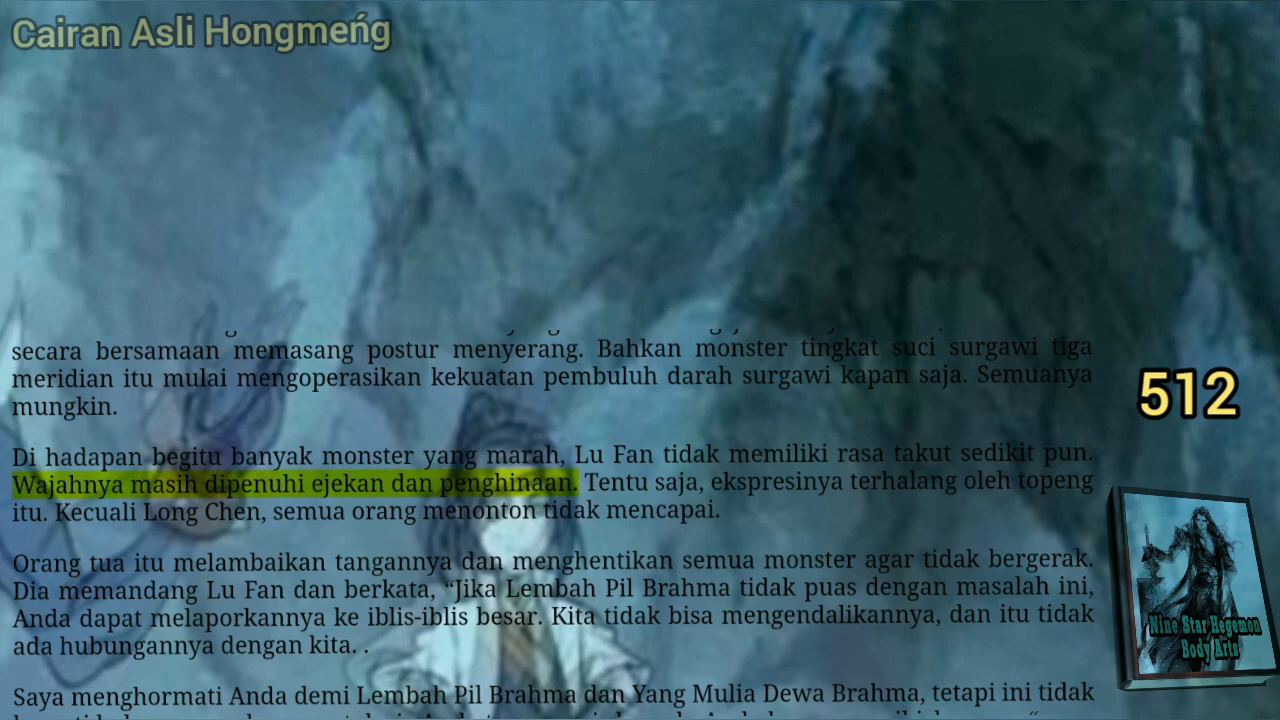 Cairan Asli Hongmeńg
secara bersamaan memasang postur menyerang. Bahkan monster tingkat suci surgawi tiga
meridian itu mulai mengoperasikan kekuatan pembuluh darah surgawi kapan saja. Semuanya
mungkin.
512
Di hadapan begitu banyak monster yang marah, Lu Fan tidak memiliki rasa takut sedikit pun.
Wajahnya masih dipenuhi ejekan dan penghinaan. Tentu saja, ekspresinya terhalang oleh topeng
itu. Kecuali Long Chen, semua orang menonton tidak mencapai.
Orang tua itu melambaikan tangannya dan menghentikan semua monster agar tidak bergerak.
Dia memandang Lu Fan dan berkata, “Jika Lembah Pil Brahma tidak puas dengan masalah ini,
Anda dapat melaporkannya ke iblis-iblis besar. Kita tidak bisa mengendalikannya, dan itu tidak
ada hubungannya dengan kita. .
Saya menghormati Anda demi Lembah Pil Brahma dan Yang Mulia Dewa Brahma, tetapi ini tidak
Nine Star Hegemon
Body Arts